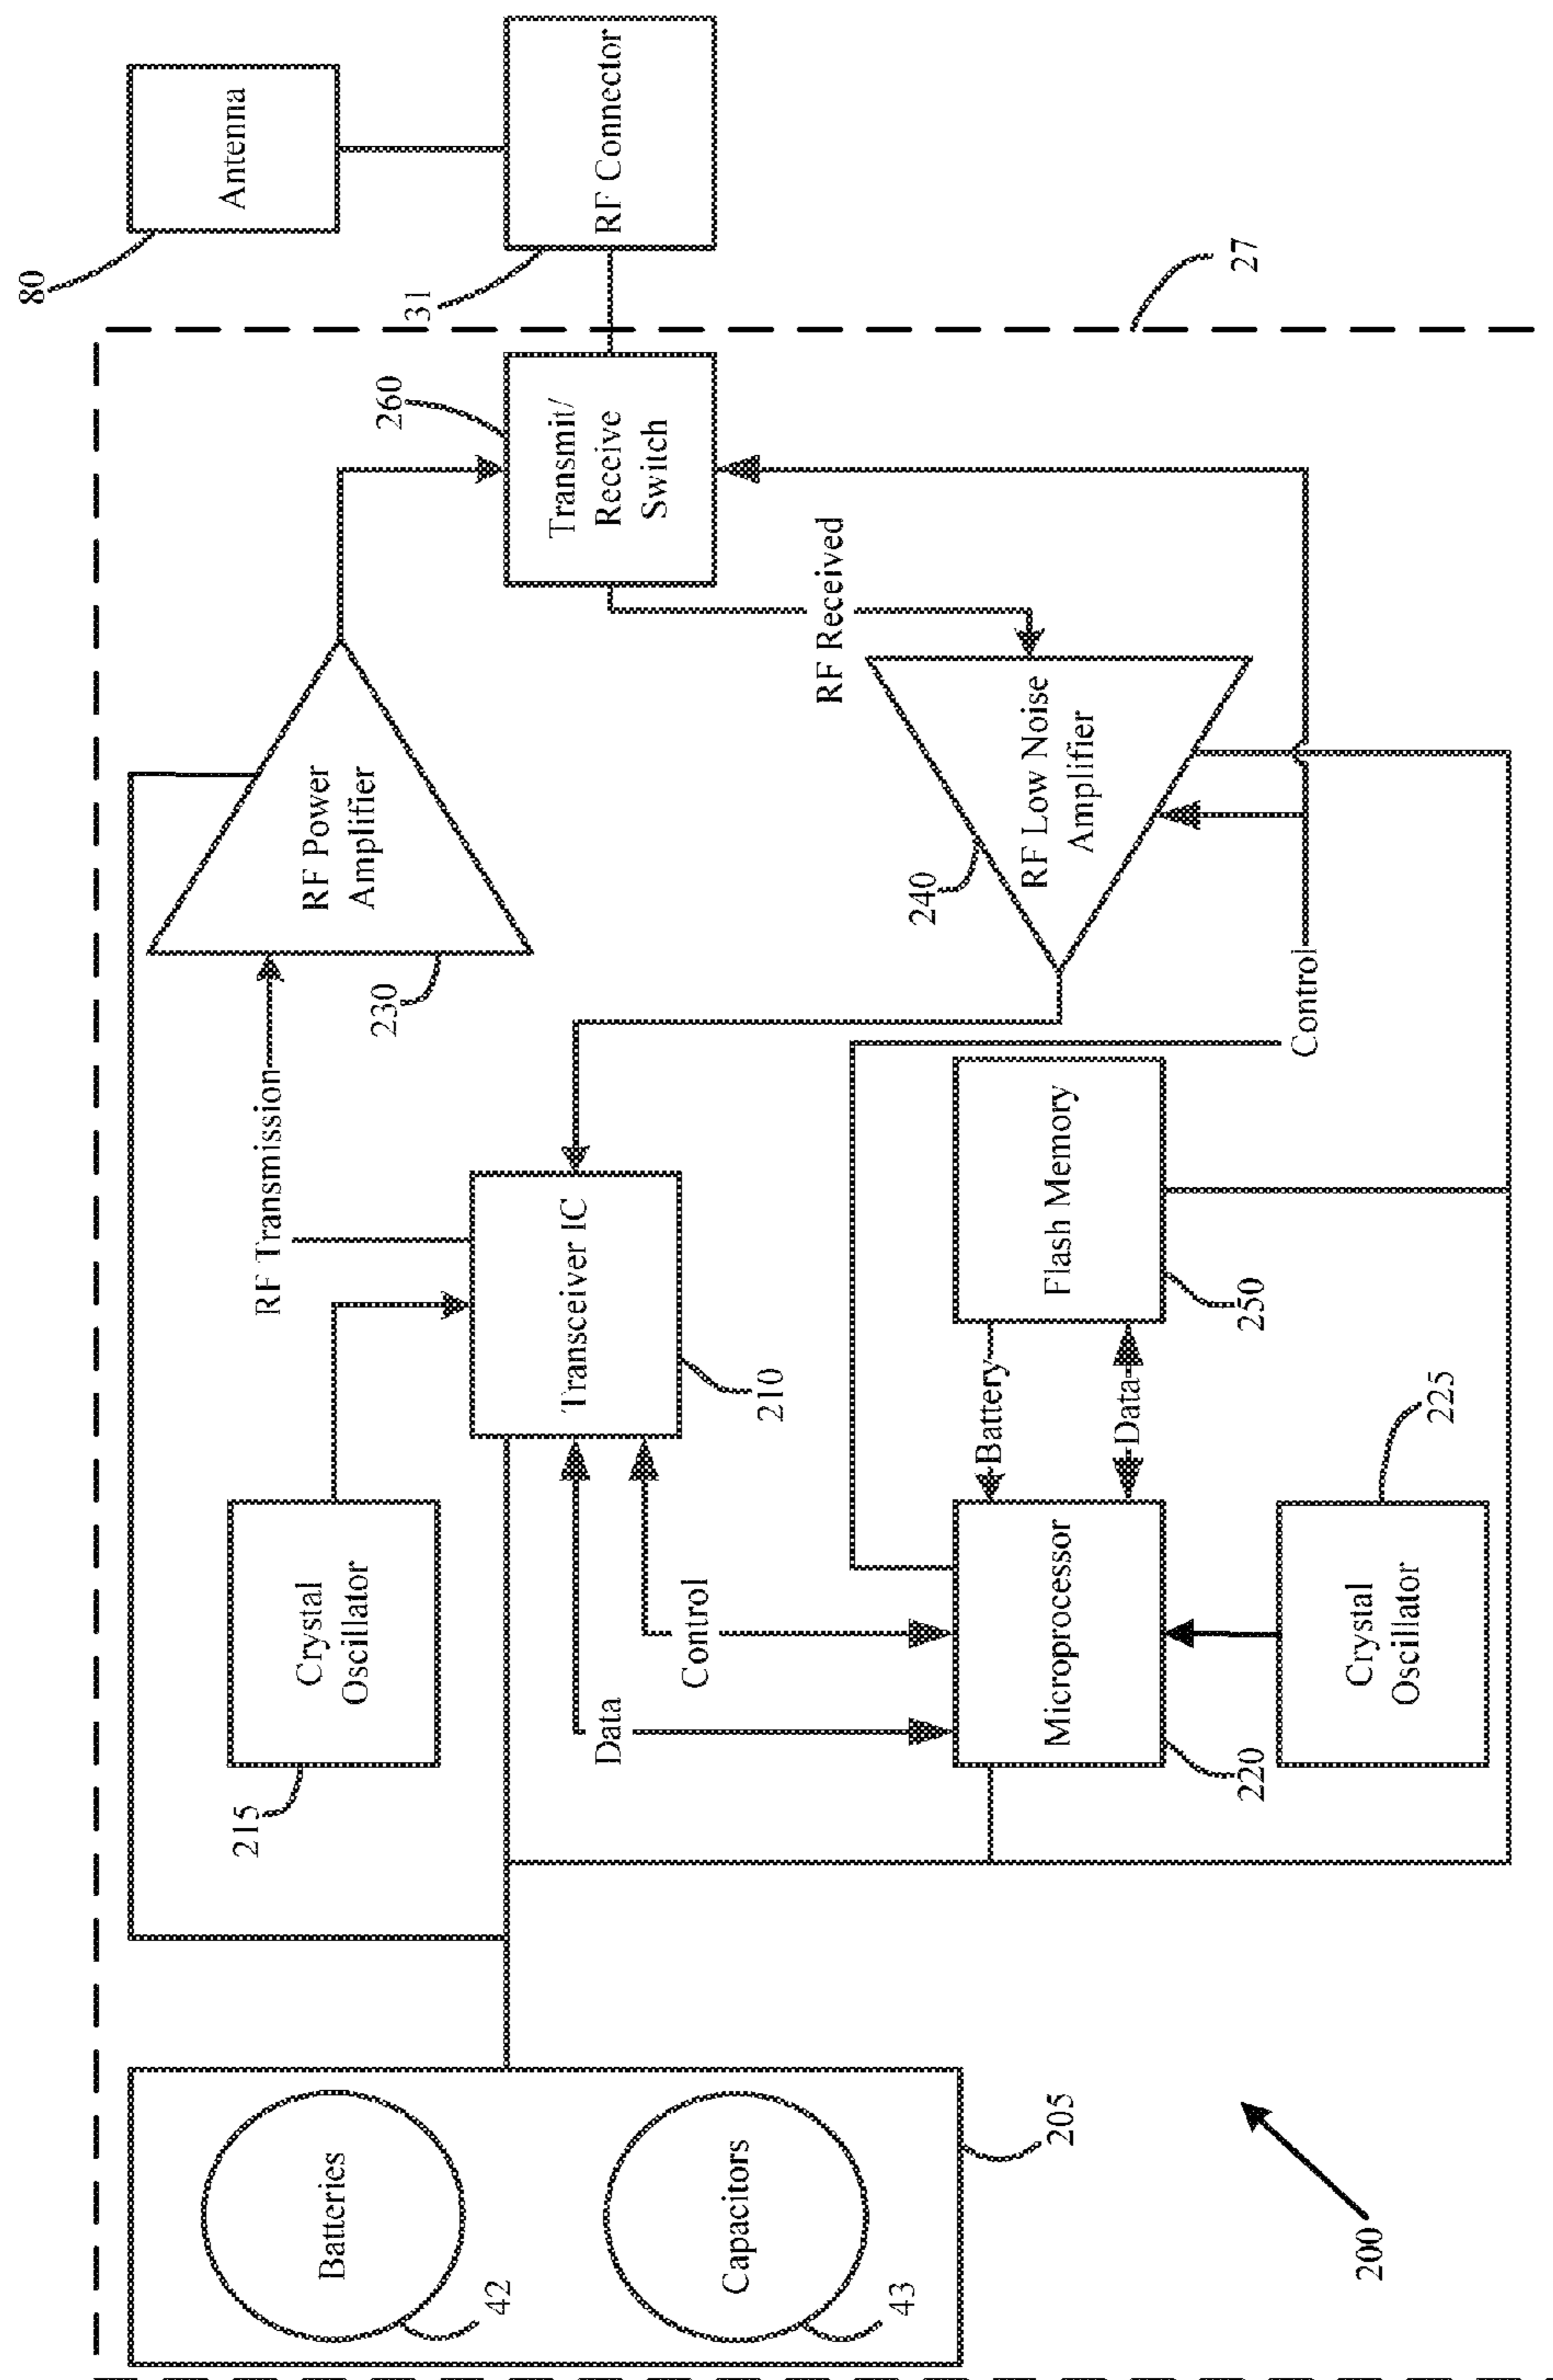 80
Antenna
31
RF Connector
27
260
Transmit/
Receive
Switch
RF Received
RF Power
Amplifier
230
RF Low Noise
Amplifier
240
RF Transmission
Control
Transceiver IC
210
Flash Memory
250
Battery
Data
Crystal
Oscillator
215
Control
Data
Microprocessor
220
Crystal
Oscillator
225
Batteries
42
Capacitors
43
205
200